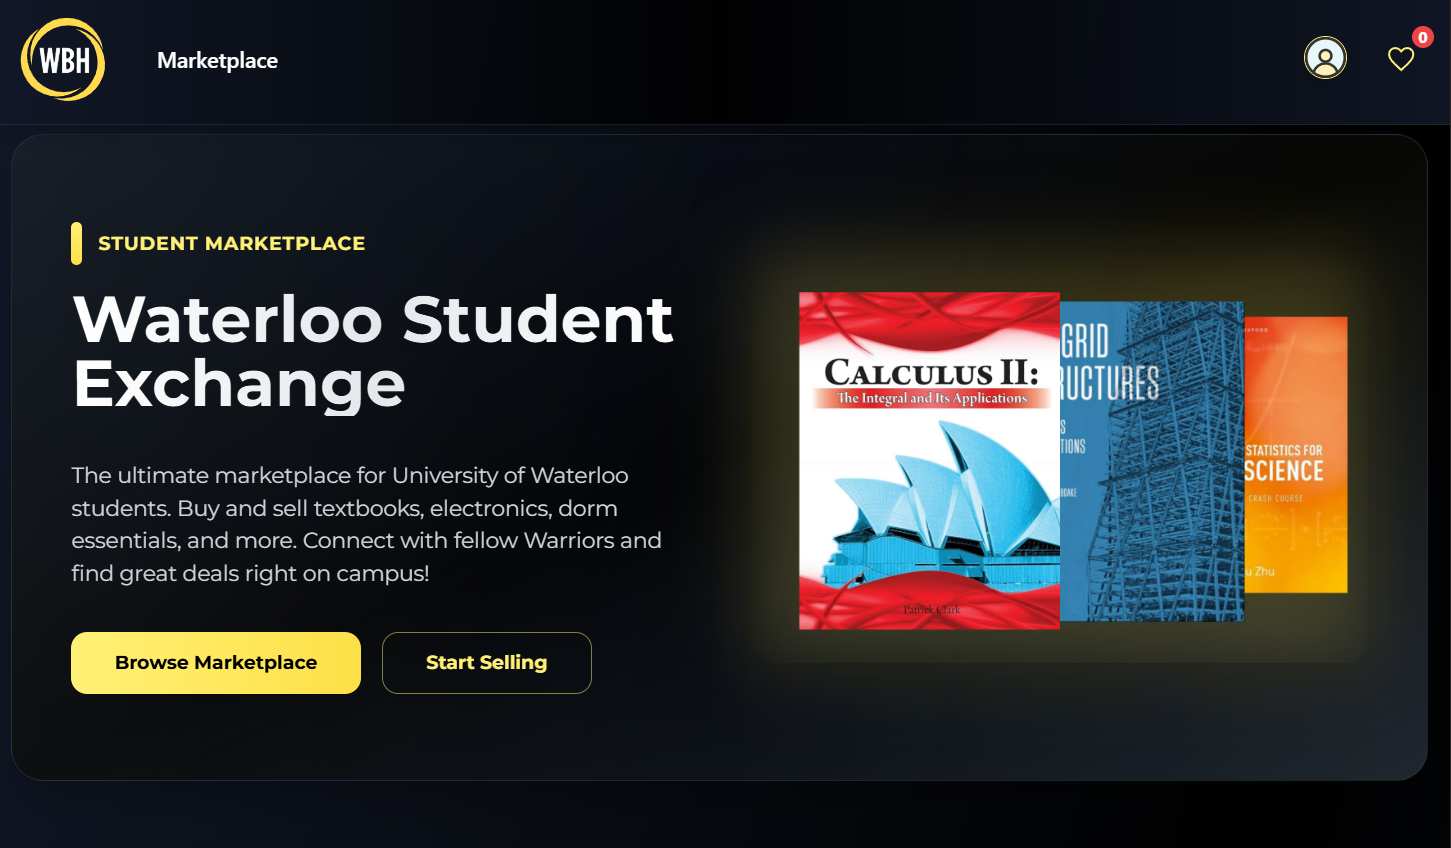 WBH
Marketplace
0
STUDENT MARKETPLACE
Waterloo Student
Exchange
The ultimate marketplace for University of Waterloo
students. Buy and sell textbooks, electronics, dorm
essentials, and more. Connect with fellow Warriors and
find great deals right on campus!
Browse Marketplace
Start Selling
CALCULUS II:
The Integral and Its Applications
Patrick Clark
GRID
RUCTURES
S
TIONS
STATISTICS FOR
SCIENCE
CRASH COURSE
u Zhu